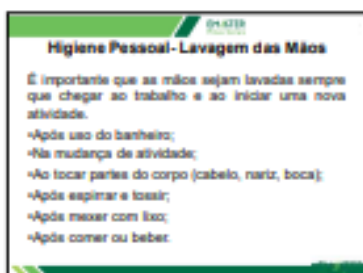 EMATER
Higiene Pessoal- Lavagem das Mãos
É importante que as mãos sejam lavadas sempre
que chegar ao trabalho e ao iniciar uma nova
atividade.
•Após uso do banheiro;
•Na mudança de atividade;
•Ao tocar partes do corpo (cabelo, nariz, boca);
•Após espirrar e tossir;
•Após mexer com lixo;
•Após comer ou beber.